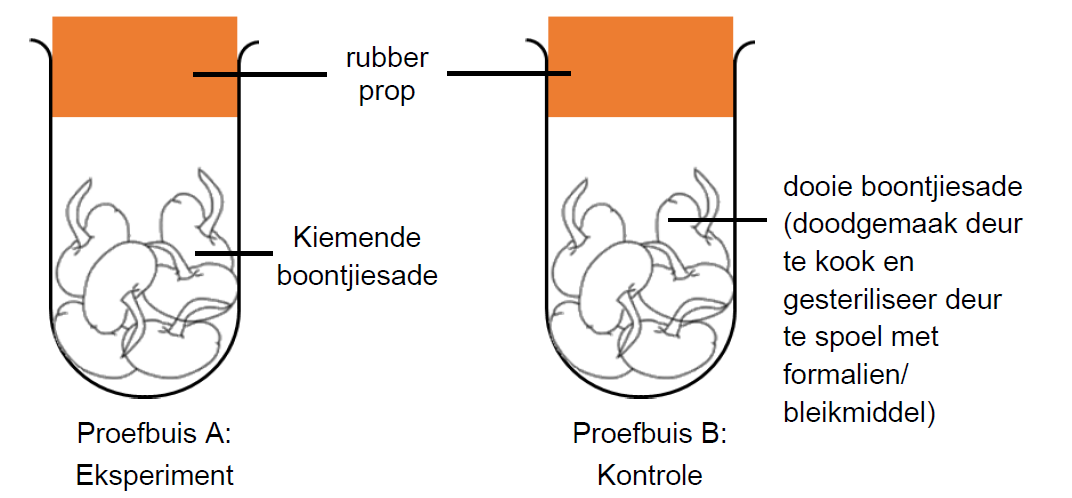 rubber
prop
Kiemende
boontjiesade
dooie boontjiesade
(doodgemaak deur
te kook en
gesteriliseer deur
te spoel met
formalien/
bleikmiddel)
Proefbuis A:
Eksperiment
Proefbuis B:
Kontrole